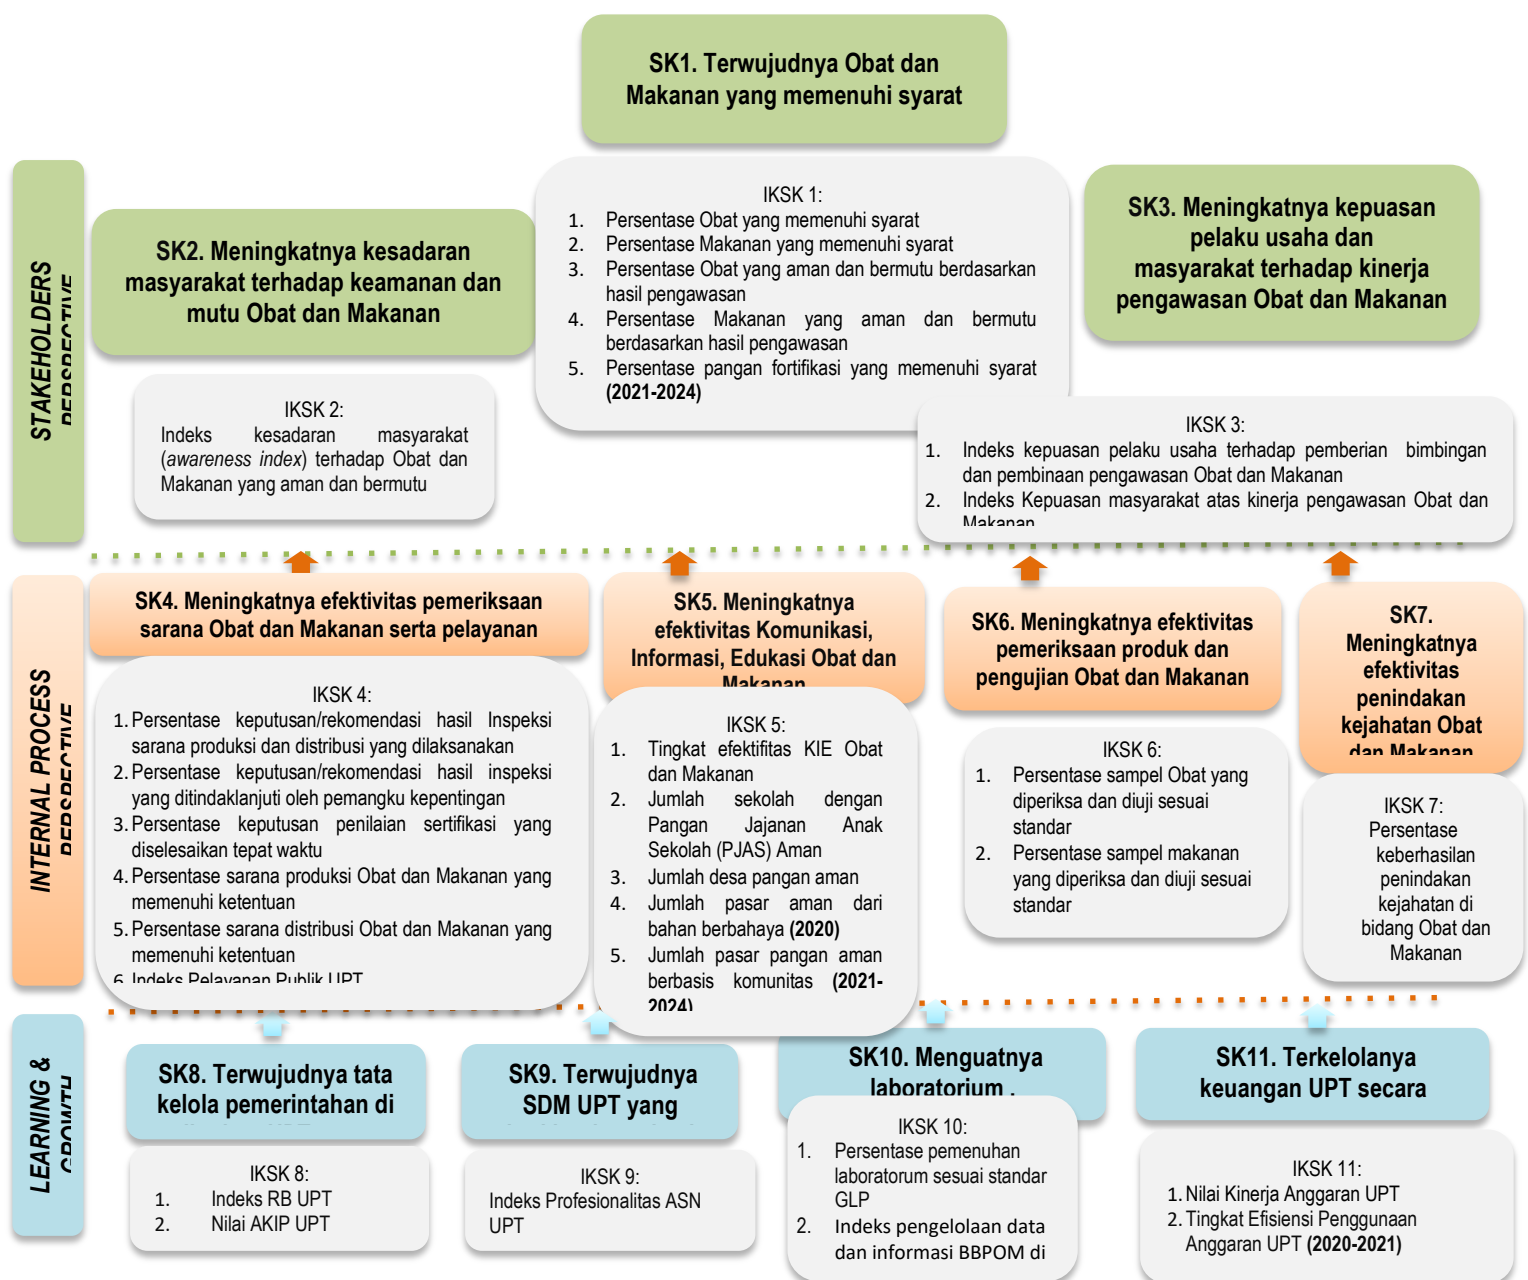 SK1. Terwujudnya Obat dan
Makanan yang memenuhi syarat
STAKEHOLDERS
PERSPECTIVE
SK2. Meningkatnya kesadaran
masyarakat terhadap keamanan dan
mutu Obat dan Makanan
IKSK 2:
Indeks kesadaran masyarakat
(awareness index) terhadap Obat dan
Makanan yang aman dan bermutu
IKSK 1:
1. Persentase Obat yang memenuhi syarat
2. Persentase Makanan yang memenuhi syarat
3. Persentase Obat yang aman dan bermutu berdasarkan
hasil pengawasan
4. Persentase Makanan yang aman dan bermutu
berdasarkan hasil pengawasan
5. Persentase pangan fortifikasi yang memenuhi syarat
(2021-2024)
SK3. Meningkatnya kepuasan
pelaku usaha dan
masyarakat terhadap kinerja
pengawasan Obat dan Makanan
IKSK 3:
1. Indeks kepuasan pelaku usaha terhadap pemberian bimbingan
dan pembinaan pengawasan Obat dan Makanan
2. Indeks Kepuasan masyarakat atas kinerja pengawasan Obat dan
Makanan
INTERNAL PROCESS
PERSPECTIVE
SK4. Meningkatnya efektivitas pemeriksaan
sarana Obat dan Makanan serta pelayanan
IKSK 4:
1. Persentase keputusan/rekomendasi hasil Inspeksi
sarana produksi dan distribusi yang dilaksanakan
2. Persentase keputusan/rekomendasi hasil inspeksi
yang ditindaklanjuti oleh pemangku kepentingan
3. Persentase keputusan penilaian sertifikasi yang
diselesaikan tepat waktu
4. Persentase sarana produksi Obat dan Makanan yang
memenuhi ketentuan
5. Persentase sarana distribusi Obat dan Makanan yang
memenuhi ketentuan
6. Indeks Pelayanan Publik UPT
SK5. Meningkatnya
efektivitas Komunikasi,
Informasi, Edukasi Obat dan
Makanan
IKSK 5:
1. Tingkat efektifitas KIE Obat
dan Makanan
2. Jumlah sekolah dengan
Pangan Jajanan Anak
Sekolah (PJAS) Aman
3. Jumlah desa pangan aman
4. Jumlah pasar aman dari
bahan berbahaya (2020)
5. Jumlah pasar pangan aman
berbasis komunitas (2021-
2024)
SK6. Meningkatnya efektivitas
pemeriksaan produk dan
pengujian Obat dan Makanan
IKSK 6:
1. Persentase sampel Obat yang
diperiksa dan diuji sesuai
standar
2. Persentase sampel makanan
yang diperiksa dan diuji sesuai
standar
SK7.
Meningkatnya
efektivitas
penindakan
kejahatan Obat
dan Makanan
IKSK 7:
Persentase
keberhasilan
penindakan
kejahatan di
bidang Obat dan
Makanan
LEARNING &
GROWTH
SK8. Terwujudnya tata
kelola pemerintahan di
IKSK 8:
1. Indeks RB UPT
2. Nilai AKIP UPT
SK9. Terwujudnya
SDM UPT yang
IKSK 9:
Indeks Profesionalitas ASN
UPT
SK10. Menguatnya
laboratorium ,
IKSK 10:
1. Persentase pemenuhan
laboratorum sesuai standar
GLP
2. Indeks pengelolaan data
dan informasi BBPOM di
SK11. Terkelolanya
keuangan UPT secara
IKSK 11:
1. Nilai Kinerja Anggaran UPT
2. Tingkat Efisiensi Penggunaan
Anggaran UPT (2020-2021)